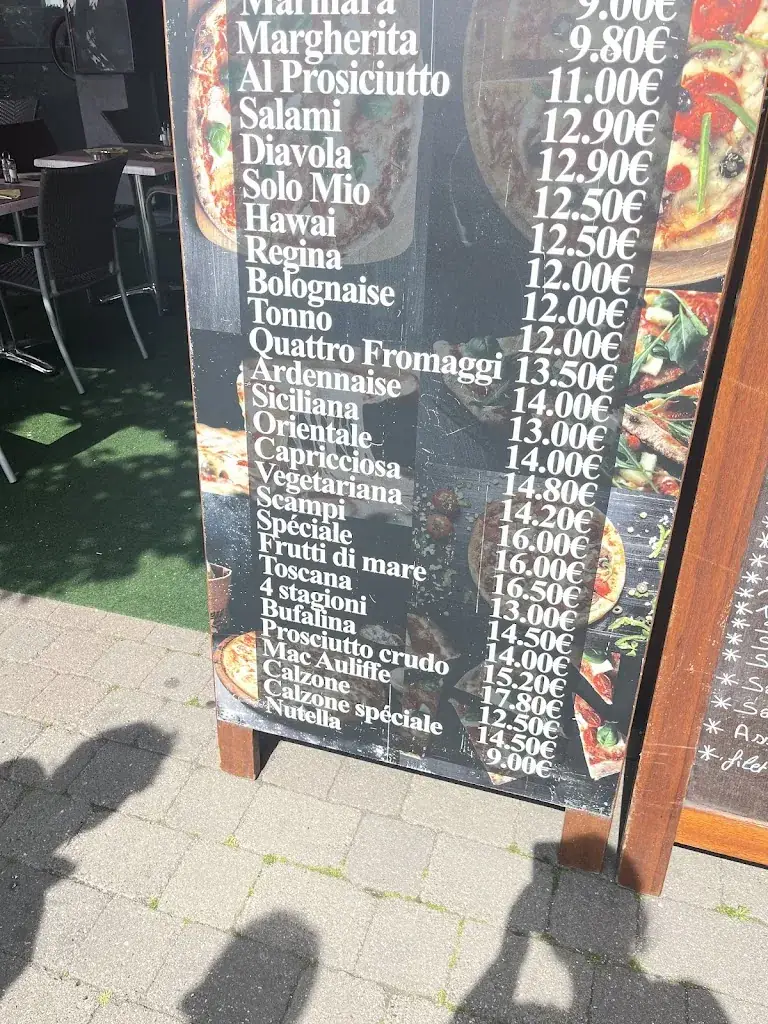 Marinara 9.00€
Margherita 9.80€
Al Prosiciutto 11.00€
Salami 12.90€
Diavola 12.90€
Solo Mio 12.50€
Hawai 12.50€
Regina 12.00€
Bolognaise 12.00€
Tonno 12.00€
Quattro Fromaggi 13.50€
Ardennaise 14.00€
Siciliana 13.00€
Orientale 14.00€
Capricciosa 14.80€
Vegetariana 14.20€
Scampi 16.00€
Spéciale 16.00€
Frutti di mare 16.50€
Toscana 13.00€
4 stagioni 14.50€
Bufalina 14.00€
Prosciutto crudo 15.20€
Mac Auliffe 17.80€
Calzone 12.50€
Calzone spéciale 14.50€
Nutella 9.00€
* filet